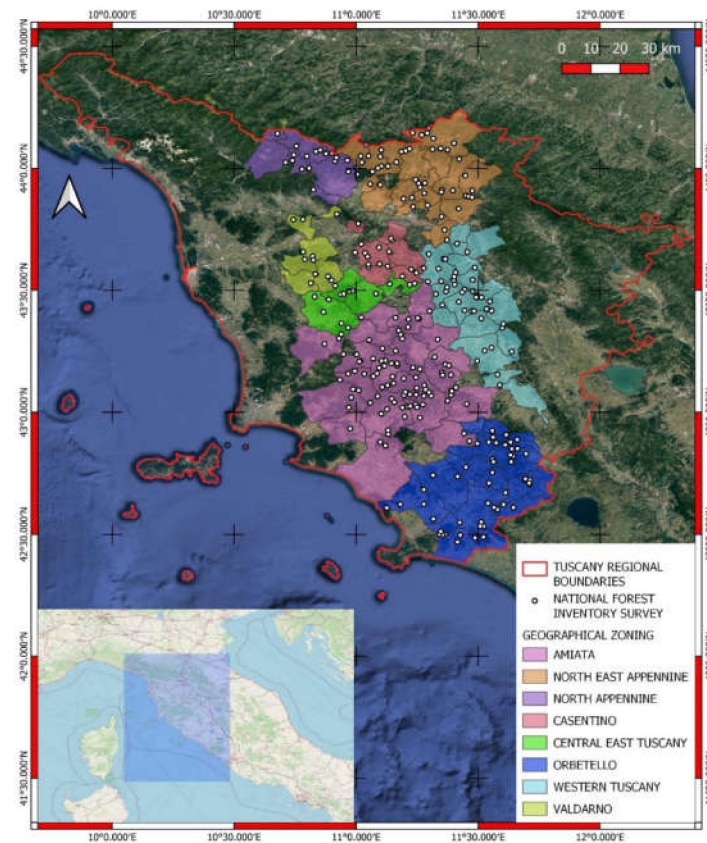 10°0.000'E 10°30.000'E 11°0.000'E 11°30.000'E 12°0.000'E
0 10 20 30 km
44°30.000'N
44°0.000'N
43°30.000'N
43°0.000'N
42°30.000'N
42°0.000'N
41°30.000'N
TUSCANY REGIONAL
BOUNDARIES
NATIONAL FOREST
INVENTORY SURVEY
GEOGRAPHICAL ZONING
AMIATA
NORTH EAST APPENNINE
NORTH APPENNINE
CASENTINO
CENTRAL EAST TUSCANY
ORBETELLO
WESTERN TUSCANY
VALDARNO
10°0.000'E 10°30.000'E 11°0.000'E 11°30.000'E 12°0.000'E